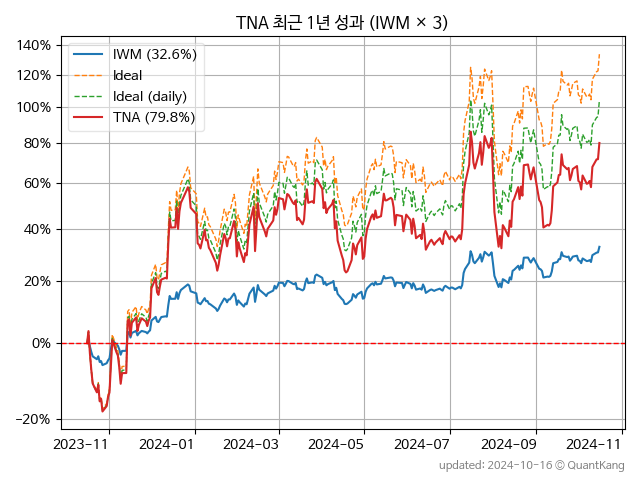 TNA 최근 1년 성과 (IWM × 3)
IWM (32.6%)
Ideal
Ideal (daily)
TNA (79.8%)
140%
120%
100%
80%
60%
40%
20%
0%
−20%
2023−11
2024−01
2024−03
2024−05
2024−07
2024−09
2024−11
updated: 2024-10-16 © QuantKang